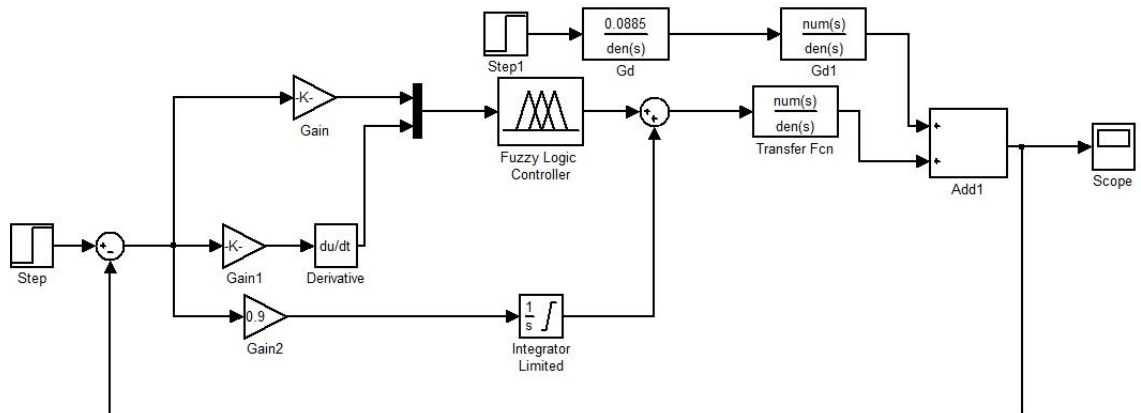 0.0885
den(s)
Gd
num(s)
den(s)
Gd1
Step1
-K-
Gain
Fuzzy Logic
Controller
+
+
num(s)
den(s)
Transfer Fcn
+
+
Add1
Scope
Step
+
-
-K-
Gain1
du/dt
Derivative
0.9
Gain2
1
s
Integrator
Limited